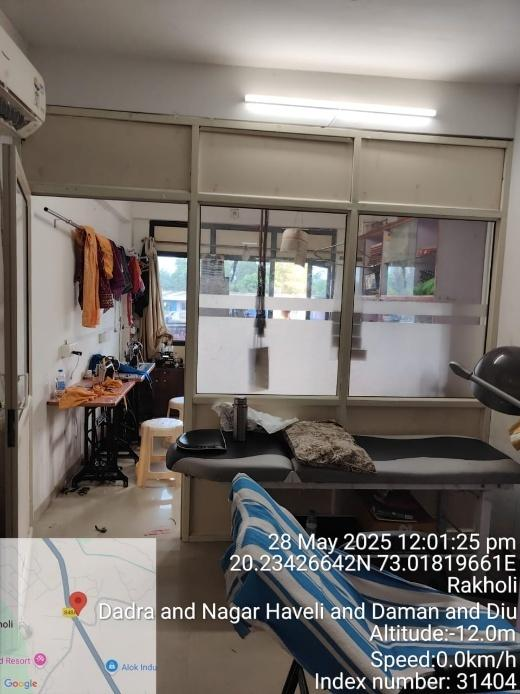 28 May 2025 12:01:25 pm
20.23426642N 73.01819661E
Rakholi
Dadra and Nagar Haveli and Daman and Diu
Altitude:-12.0m
Speed:0.0km/h
Index number: 31404
oli
d Resort
Alok Indu
Google